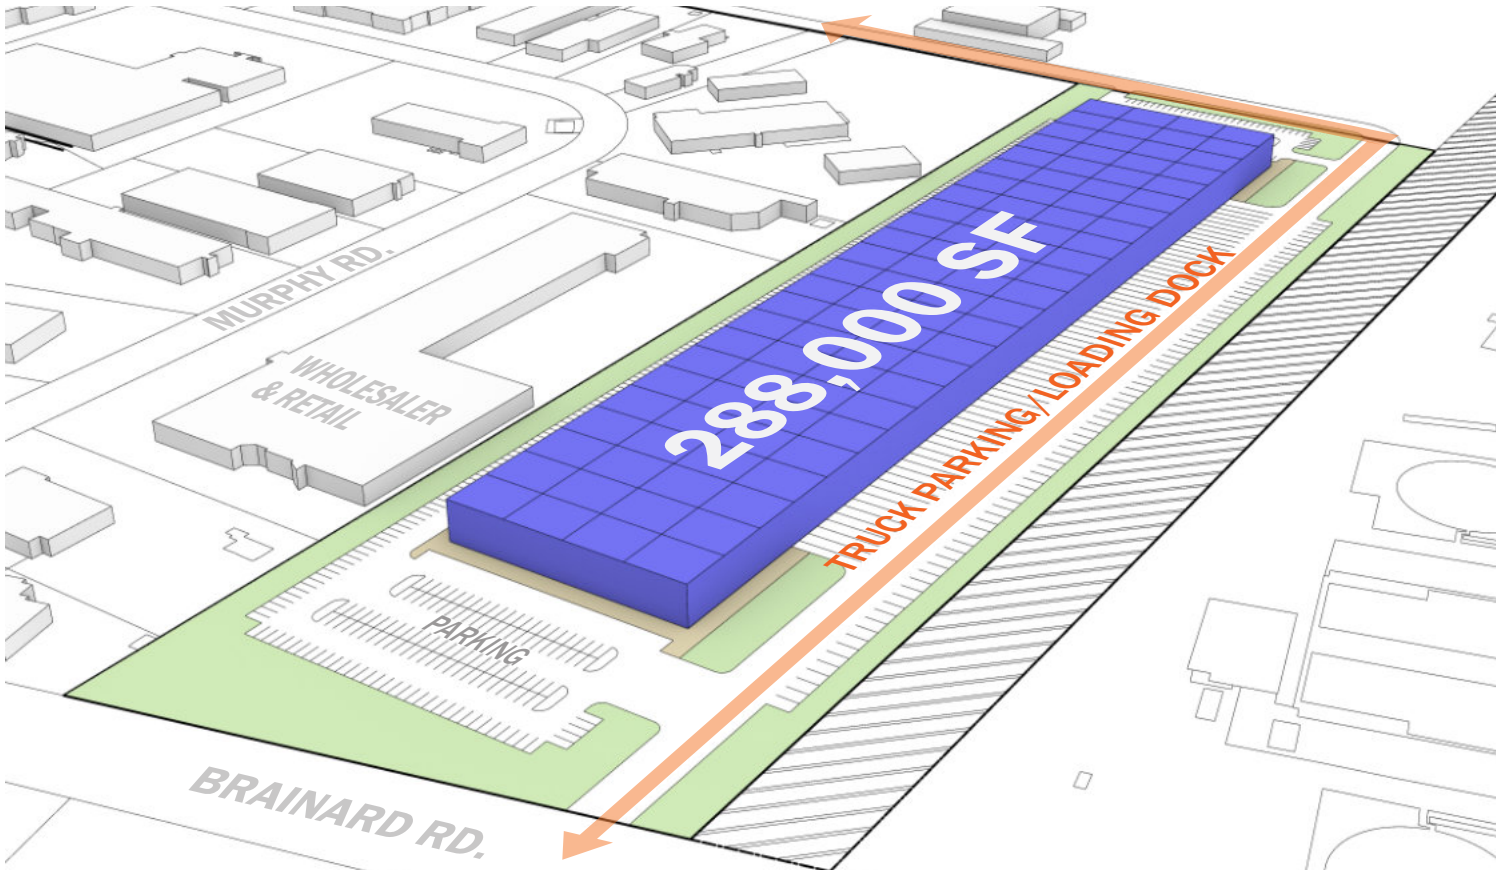 MURPHY RD.
WHOLESALER
& RETAIL
288,000 SF
TRUCK PARKING/LOADING DOCK
PARKING
BRAINARD RD.